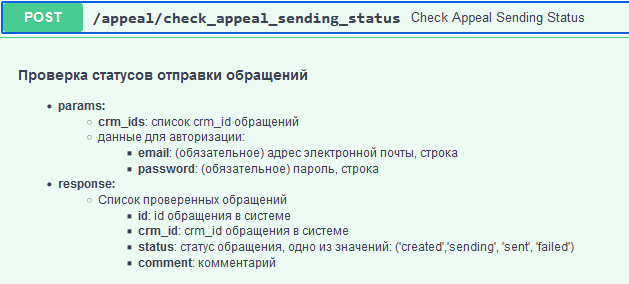 POST /appeal/check_appeal_sending_status Check Appeal Sending Status
Проверка статусов отправки обращений
params:
crm_ids: список crm_id обращений
данные для авторизации:
email: (обязательное) адрес электронной почты, строка
password: (обязательное) пароль, строка
response:
Список проверенных обращений
id: id обращения в системе
crm_id: crm_id обращения в системе
status: статус обращения, одно из значений: ('created','sending', 'sent', 'failed')
comment: комментарий